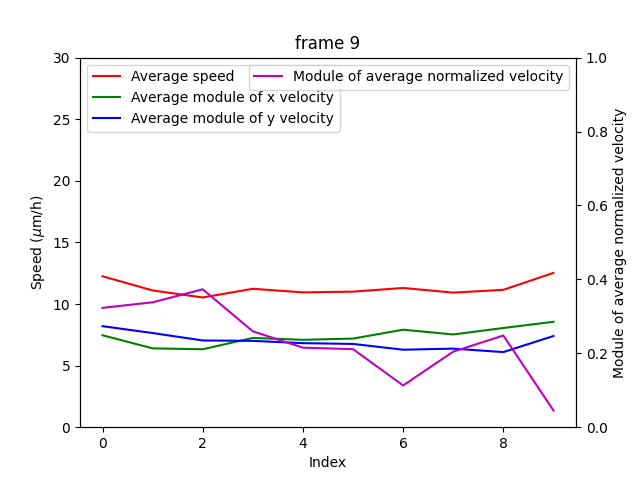 frame 9
Average speed
Average module of x velocity
Average module of y velocity
Module of average normalized velocity
30
25
20
15
10
5
0
1.0
0.8
0.6
0.4
0.2
0.0
0
2
4
6
8
Speed (μm/h)
Module of average normalized velocity
Index